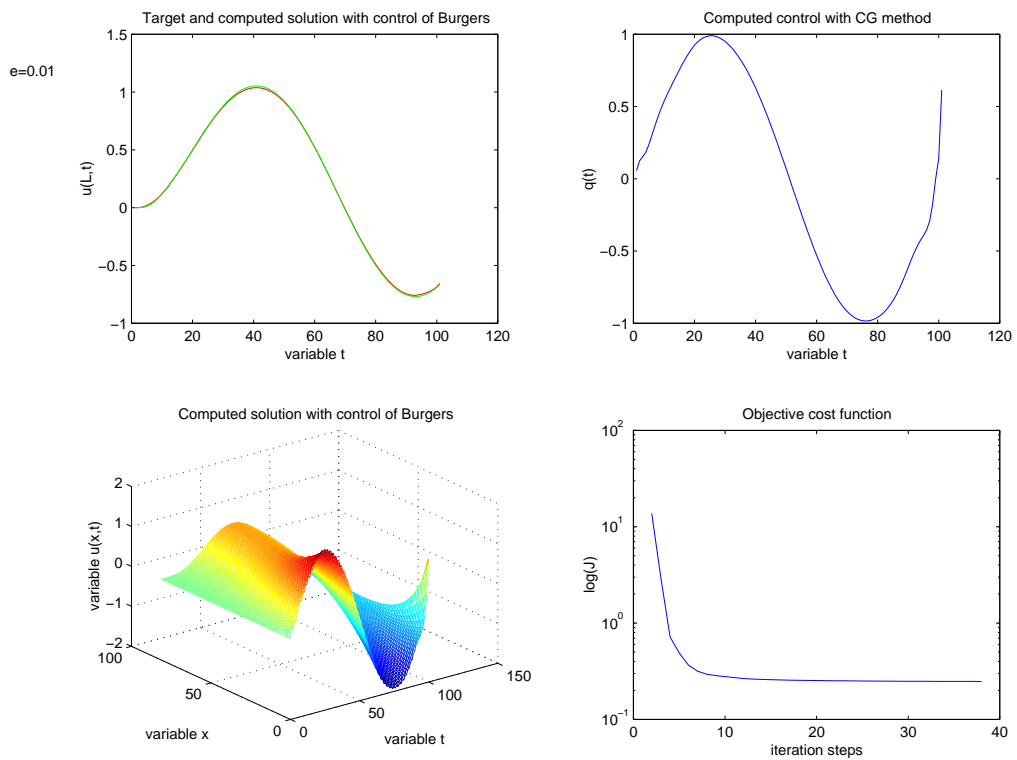 e=0.01
Target and computed solution with control of Burgers
1.5
1
0.5
0
−0.5
−1
0 20 40 60 80 100 120
u(L,t)
variable t
Computed control with CG method
1
0.5
0
−0.5
−1
0 20 40 60 80 100 120
q(t)
variable t
Computed solution with control of Burgers
2
1
0
−1
−2
100
50
0
0
50
100
150
variable u(x,t)
variable x
variable t
Objective cost function
10^2
10^1
10^0
10^−1
0 10 20 30 40
log(J)
iteration steps